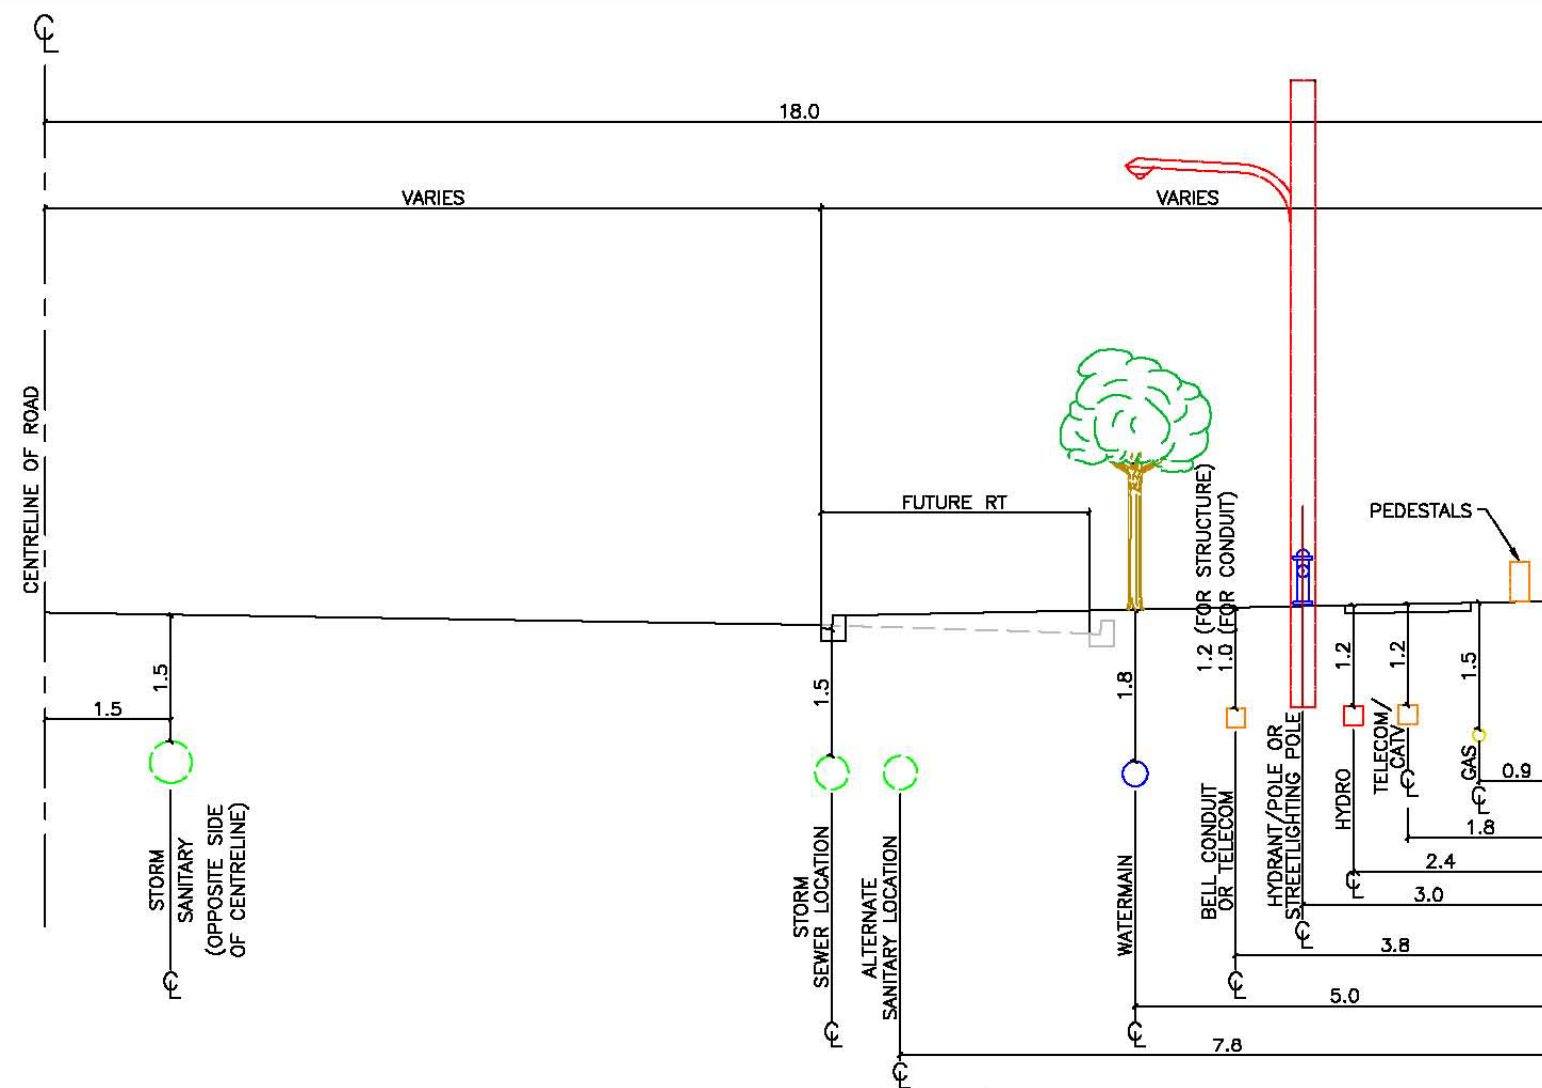 ℄
18.0
VARIES
VARIES
CENTRELINE OF ROAD
FUTURE RT
PEDESTALS
1.5
1.5
1.5
1.8
1.2 (FOR STRUCTURE)
1.0 (FOR CONDUIT)
1.2
1.2
1.5
STORM
SANITARY
(OPPOSITE SIDE
OF CENTRELINE)
℄
STORM
SEWER LOCATION
℄
ALTERNATE
SANITARY LOCATION
℄
WATERMAIN
℄
BELL CONDUIT
OR TELECOM
℄
HYDRANT/POLE OR
STREETLIGHTING POLE
℄
HYDRO
℄
TELECOM/
CATV
℄
GAS
℄
0.9
1.8
2.4
3.0
3.8
5.0
7.8